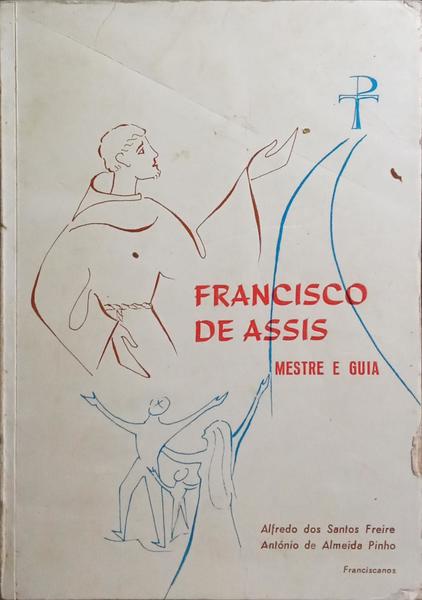 FRANCISCO
DE ASSIS
MESTRE E GUIA
Alfredo dos Santos Freire
António de Almeida Pinho
Franciscanos